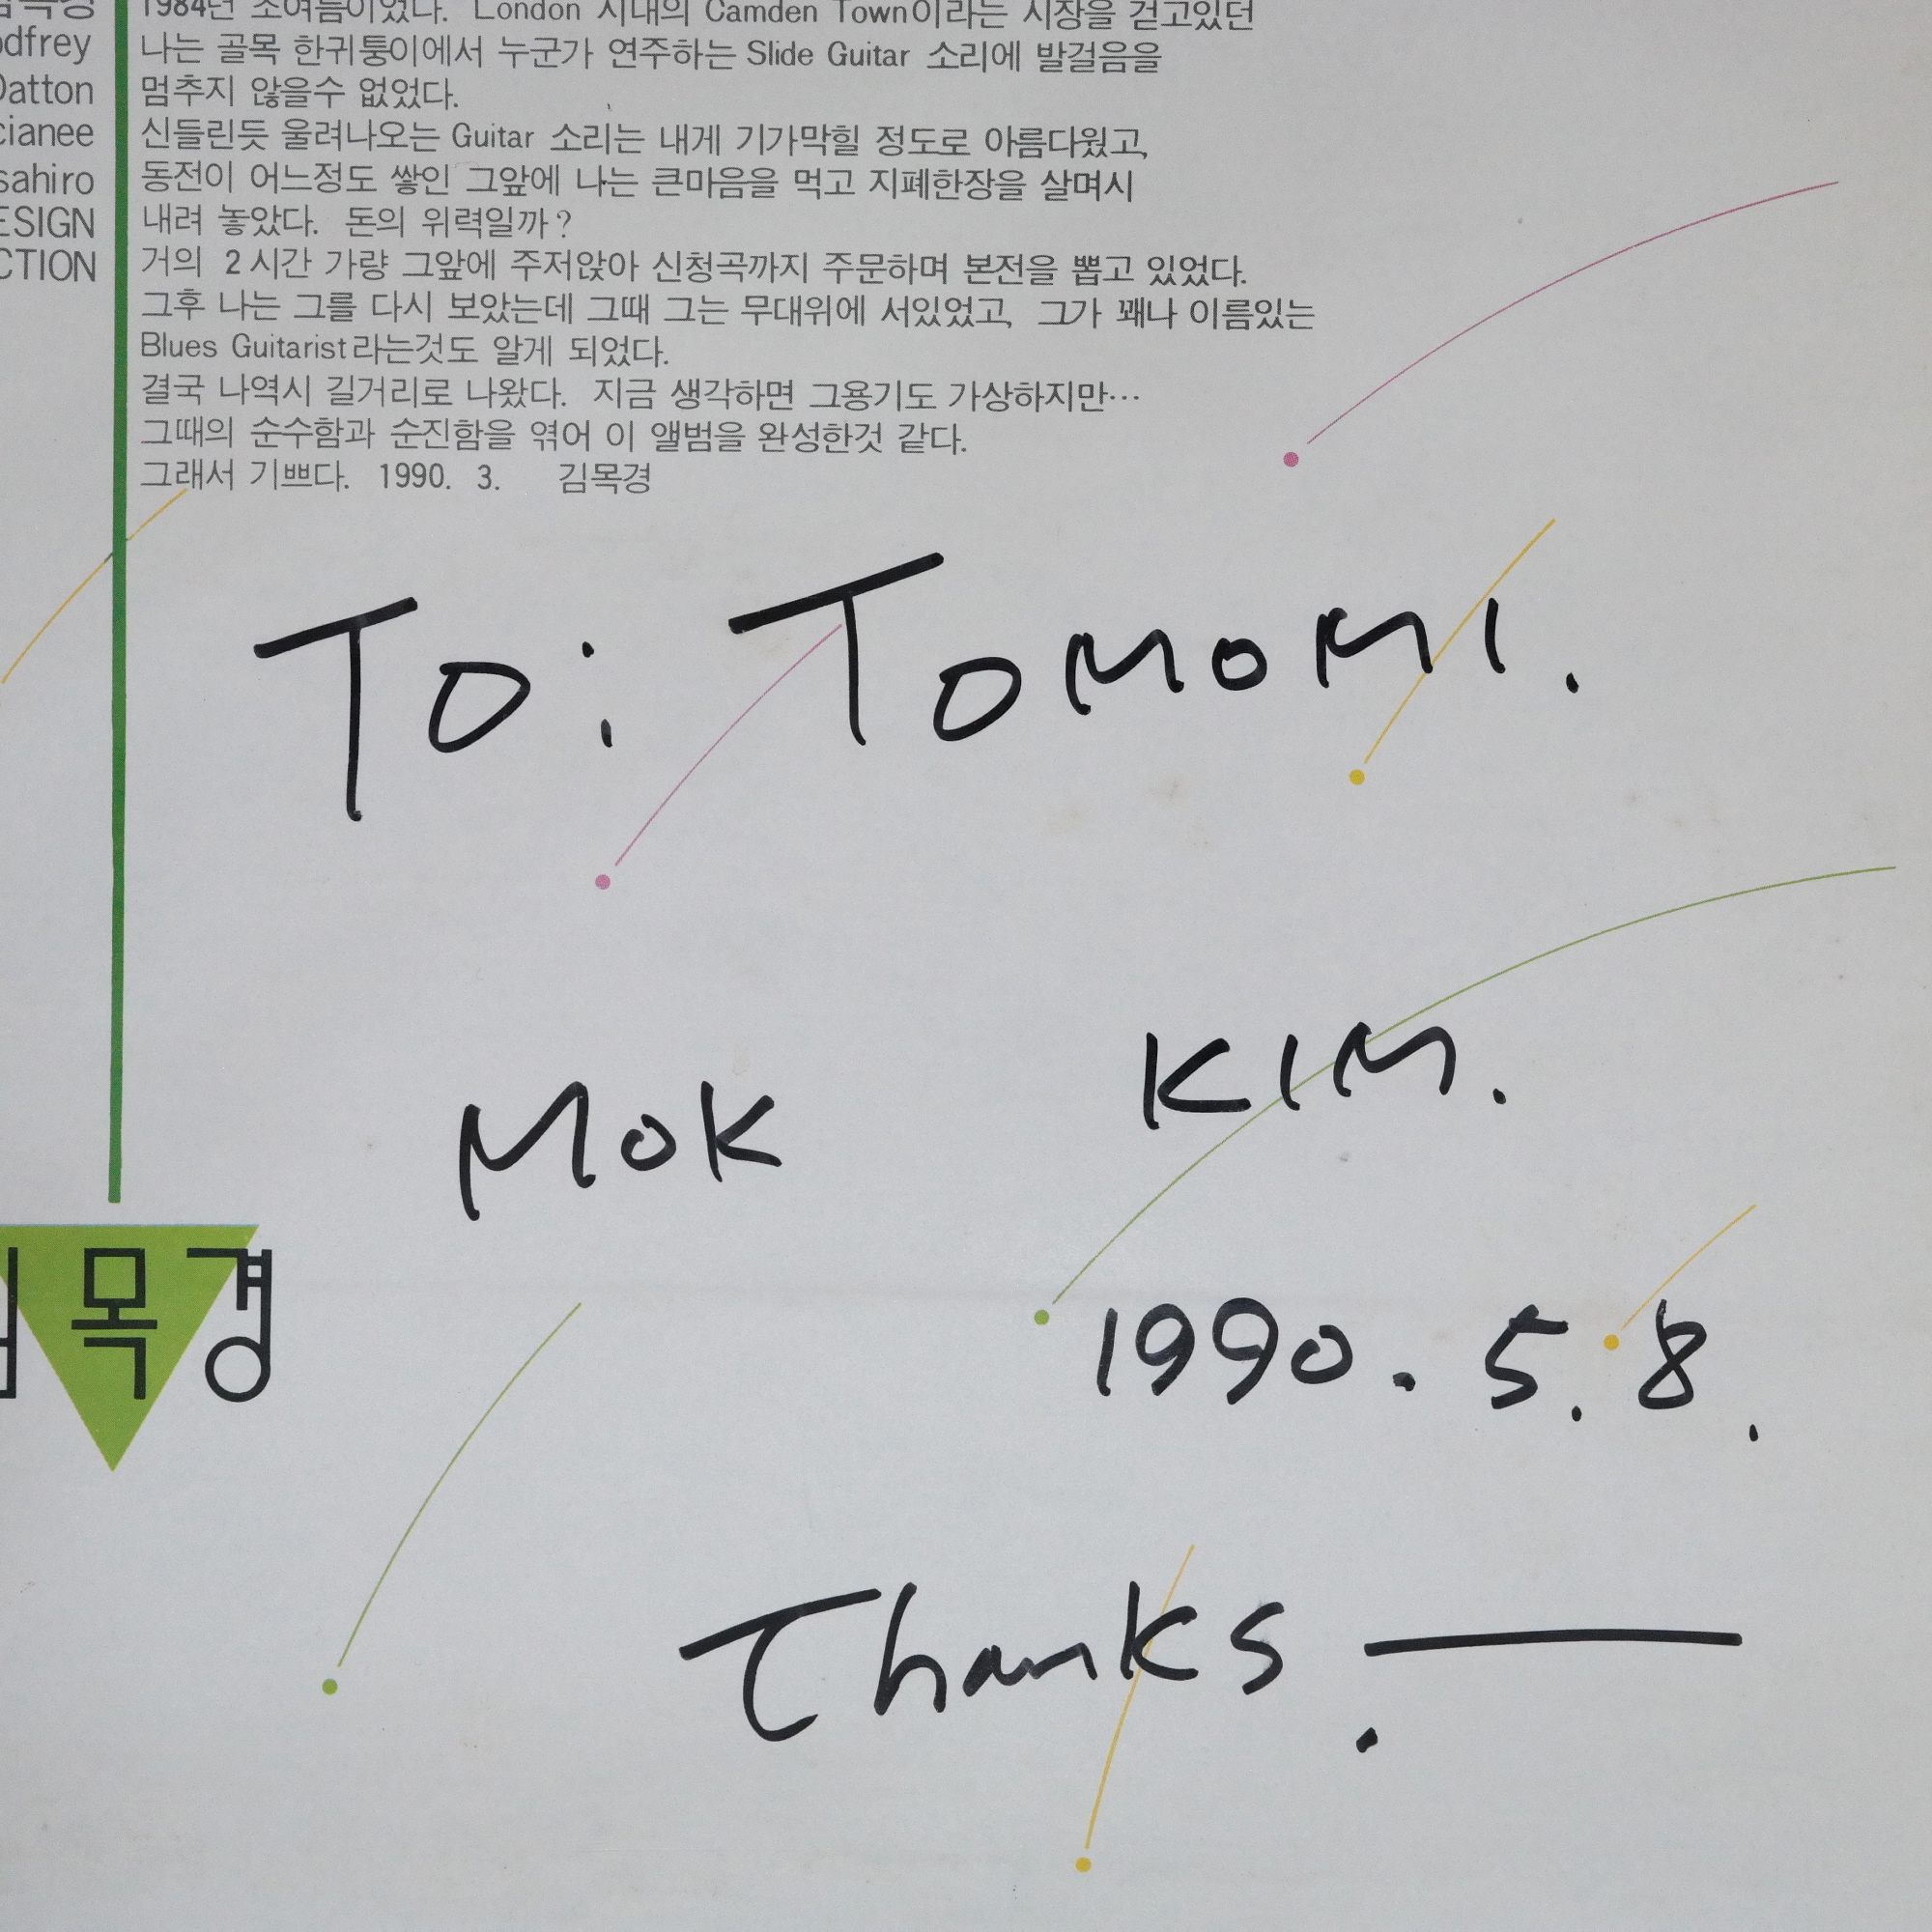 odfrey
Datton
cianee
sahiro
ESIGN
CTION
1984년 초여름이었다. London 시내의 Camden Town이라는 시장을 걷고있던
나는 골목 한귀퉁이에서 누군가 연주하는 Slide Guitar 소리에 발걸음을
멈추지 않을수 없었다.
신들린듯 울려나오는 Guitar 소리는 내게 기가막힐 정도로 아름다웠고,
동전이 어느정도 쌓인 그앞에 나는 큰마음을 먹고 지폐한장을 살며시
내려 놓았다. 돈의 위력일까?
거의 2시간 가량 그앞에 주저앉아 신청곡까지 주문하며 본전을 뽑고 있었다.
그후 나는 그를 다시 보았는데 그때 그는 무대위에 서있었고, 그가 꽤나 이름있는
Blues Guitarist라는것도 알게 되었다.
결국 나역시 길거리로 나왔다. 지금 생각하면 그용기도 가상하지만…
그때의 순수함과 순진함을 엮어 이 앨범을 완성한것 같다.
그래서 기쁘다. 1990. 3. 김목경
TO: TOMOMI.
MOK KIM.
목경
1990. 5. 8.
Thanks.